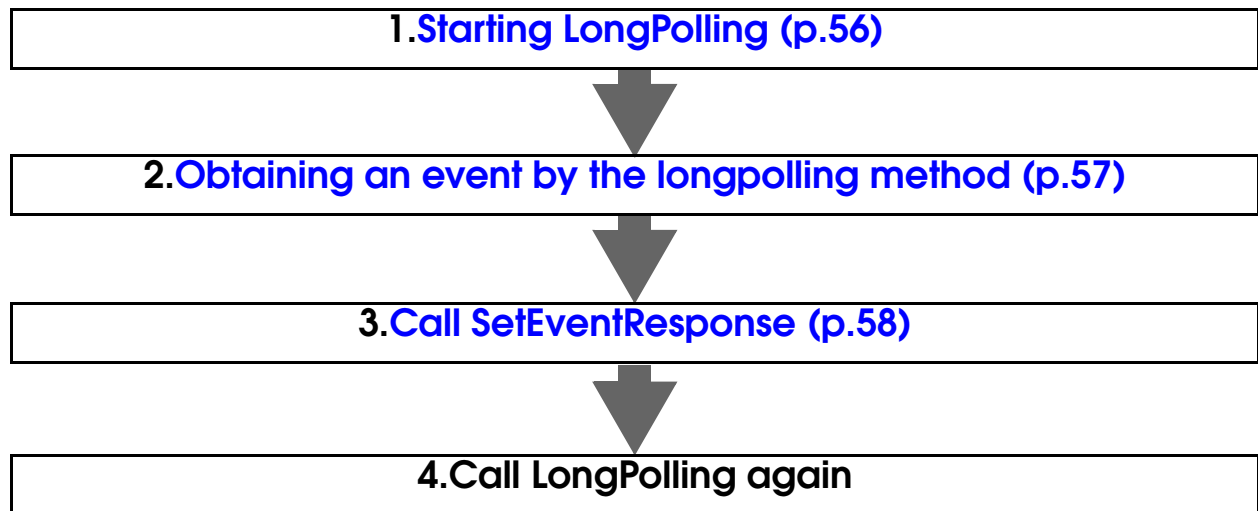 1.Starting LongPolling (p.56)
2.Obtaining an event by the longpolling method (p.57)
3.Call SetEventResponse (p.58)
4.Call LongPolling again